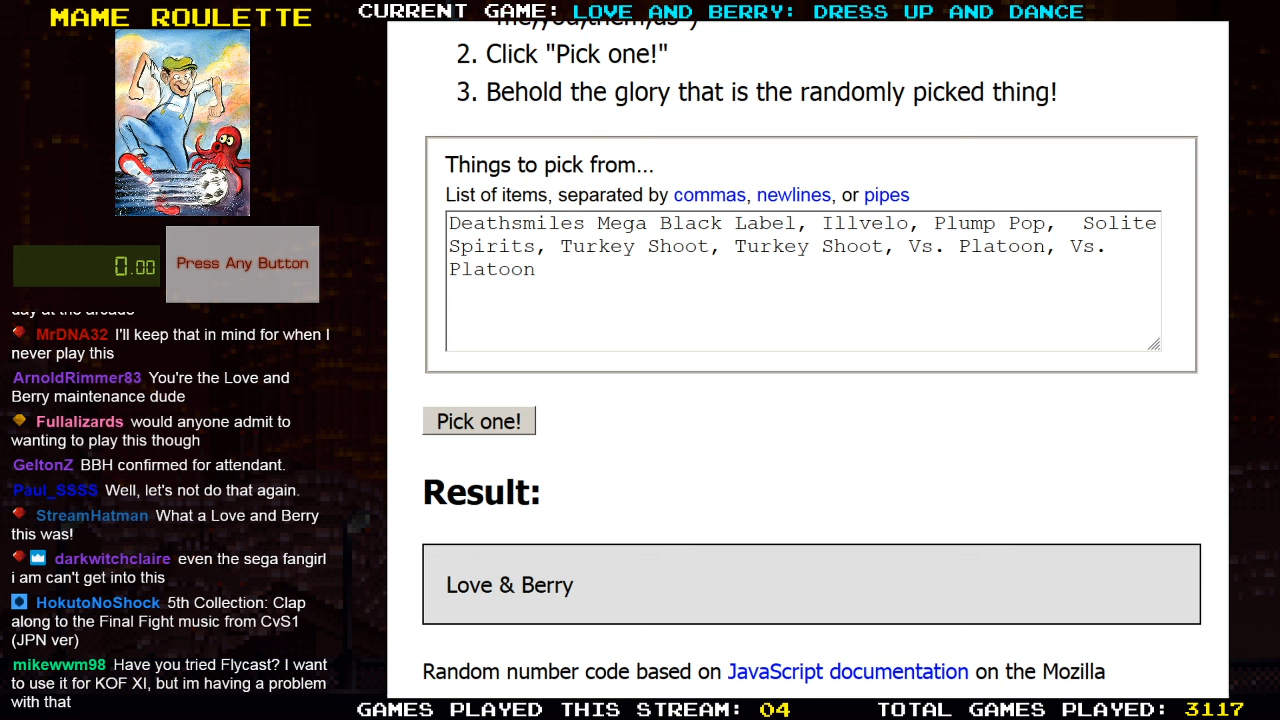 MAME ROULETTE
CURRENT GAME: LOVE AND BERRY: DRESS UP AND DANCE
2. Click "Pick one!"
3. Behold the glory that is the randomly picked thing!
Things to pick from...
List of items, separated by commas, newlines, or pipes
Deathsmiles Mega Black Label, Illvelo, Plump Pop,  Solite
Spirits, Turkey Shoot, Turkey Shoot, Vs. Platoon, Vs.
Platoon
Pick one!
Result:
Love & Berry
Random number code based on JavaScript documentation on the Mozilla
0.00
Press Any Button
day at the arcade
MrDNA32 I'll keep that in mind for when I
never play this
ArnoldRimmer83 You're the Love and
Berry maintenance dude
Fullalizards would anyone admit to
wanting to play this though
GeltonZ BBH confirmed for attendant.
Paul_SSSS Well, let's not do that again.
StreamHatman What a Love and Berry
this was!
darkwitchclaire even the sega fangirl
i am can't get into this
HokutoNoShock 5th Collection: Clap
along to the Final Fight music from CvS1
(JPN ver)
mikewwm98 Have you tried Flycast? I want
to use it for KOF XI, but im having a problem
with that
GAMES PLAYED THIS STREAM: 04
TOTAL GAMES PLAYED: 3117